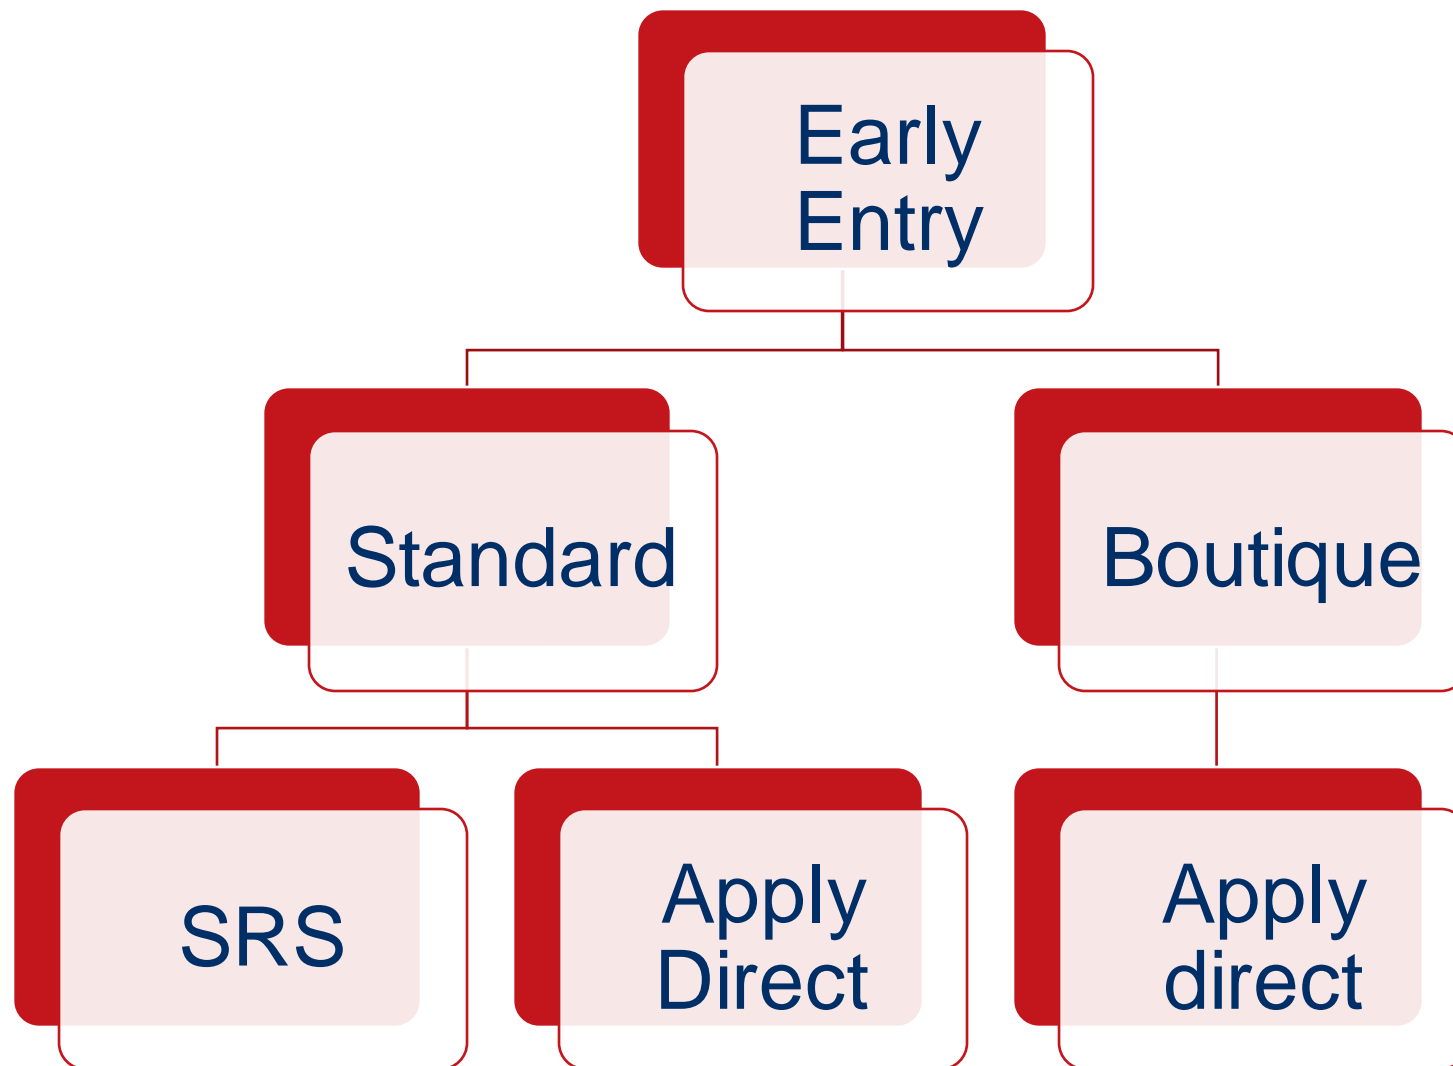 Early
Entry
Standard
Boutique
SRS
Apply
Direct
Apply
direct